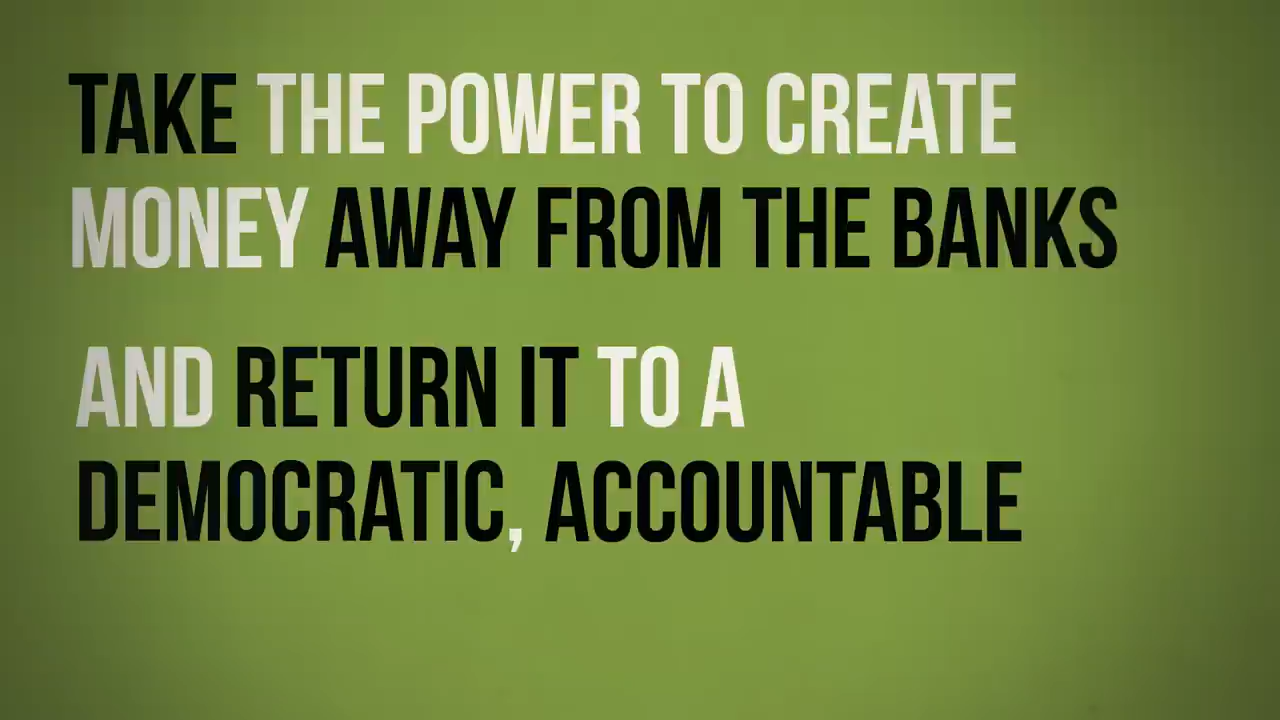 TAKE THE POWER TO CREATE
MONEY AWAY FROM THE BANKS
AND RETURN IT TO A
DEMOCRATIC, ACCOUNTABLE